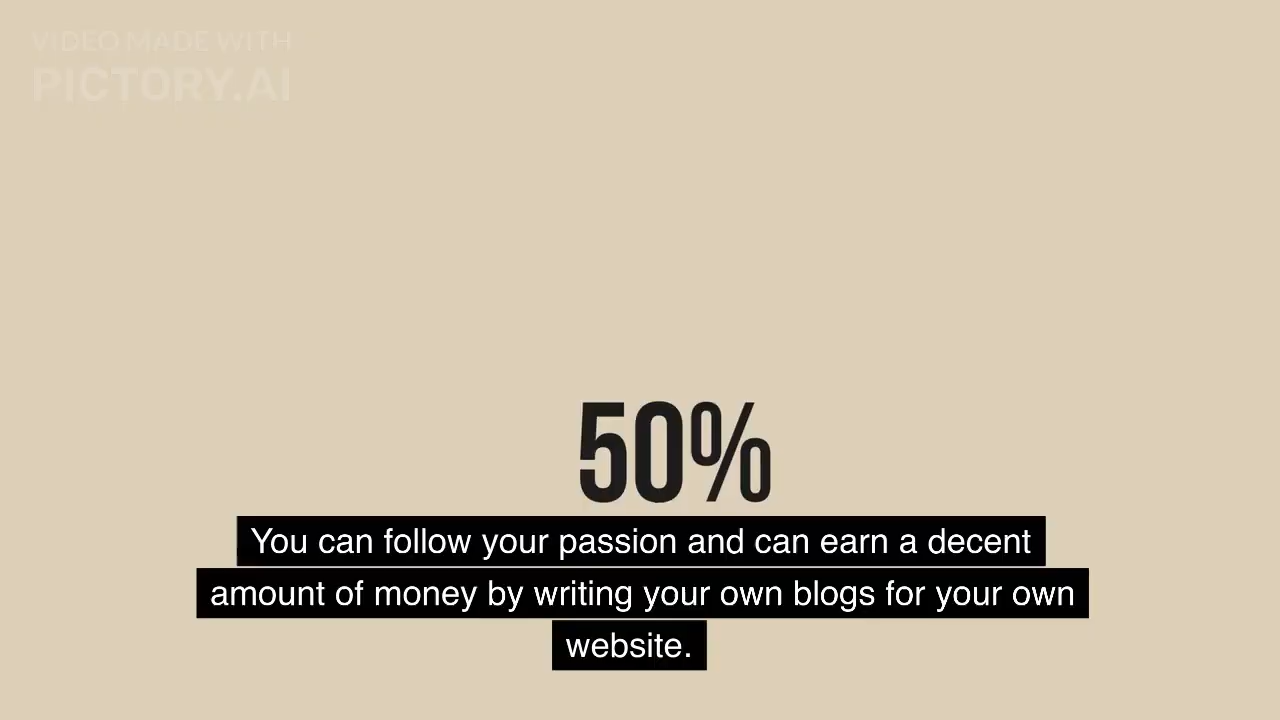 VIDEO MADE WITH
PICTORY.AI
50%
You can follow your passion and can earn a decent
amount of money by writing your own blogs for your own
website.